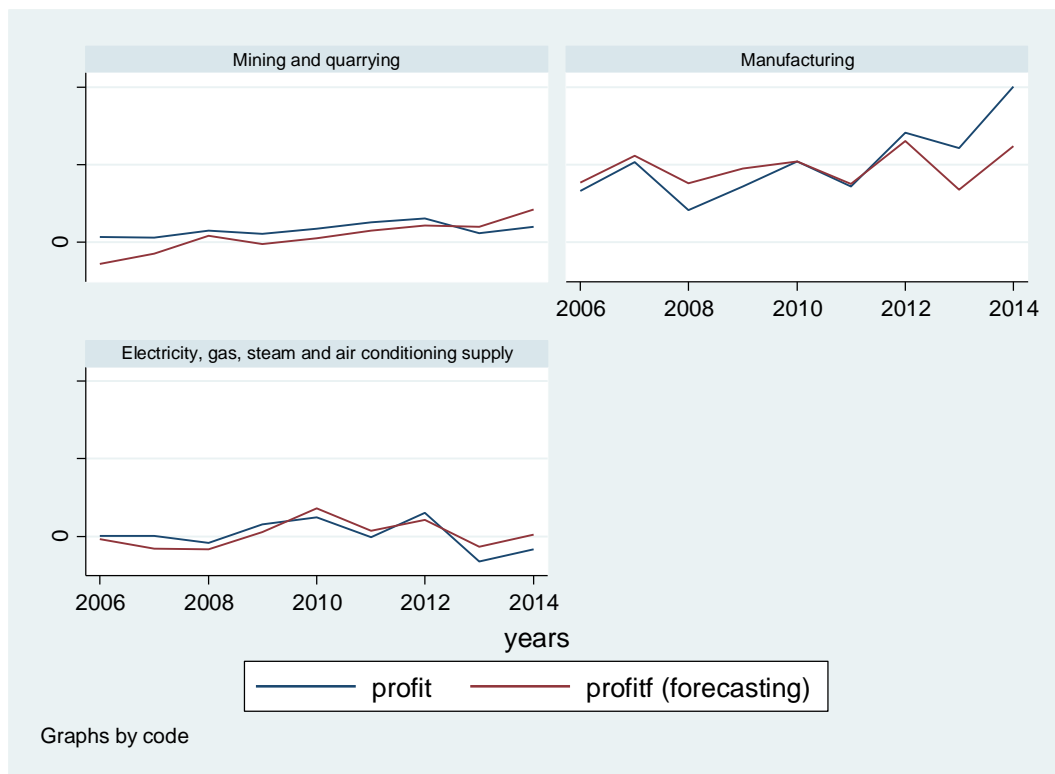 Mining and quarrying
Manufacturing
0
2006 2008 2010 2012 2014
Electricity, gas, steam and air conditioning supply
0
2006 2008 2010 2012 2014
years
profit profitf (forecasting)
Graphs by code